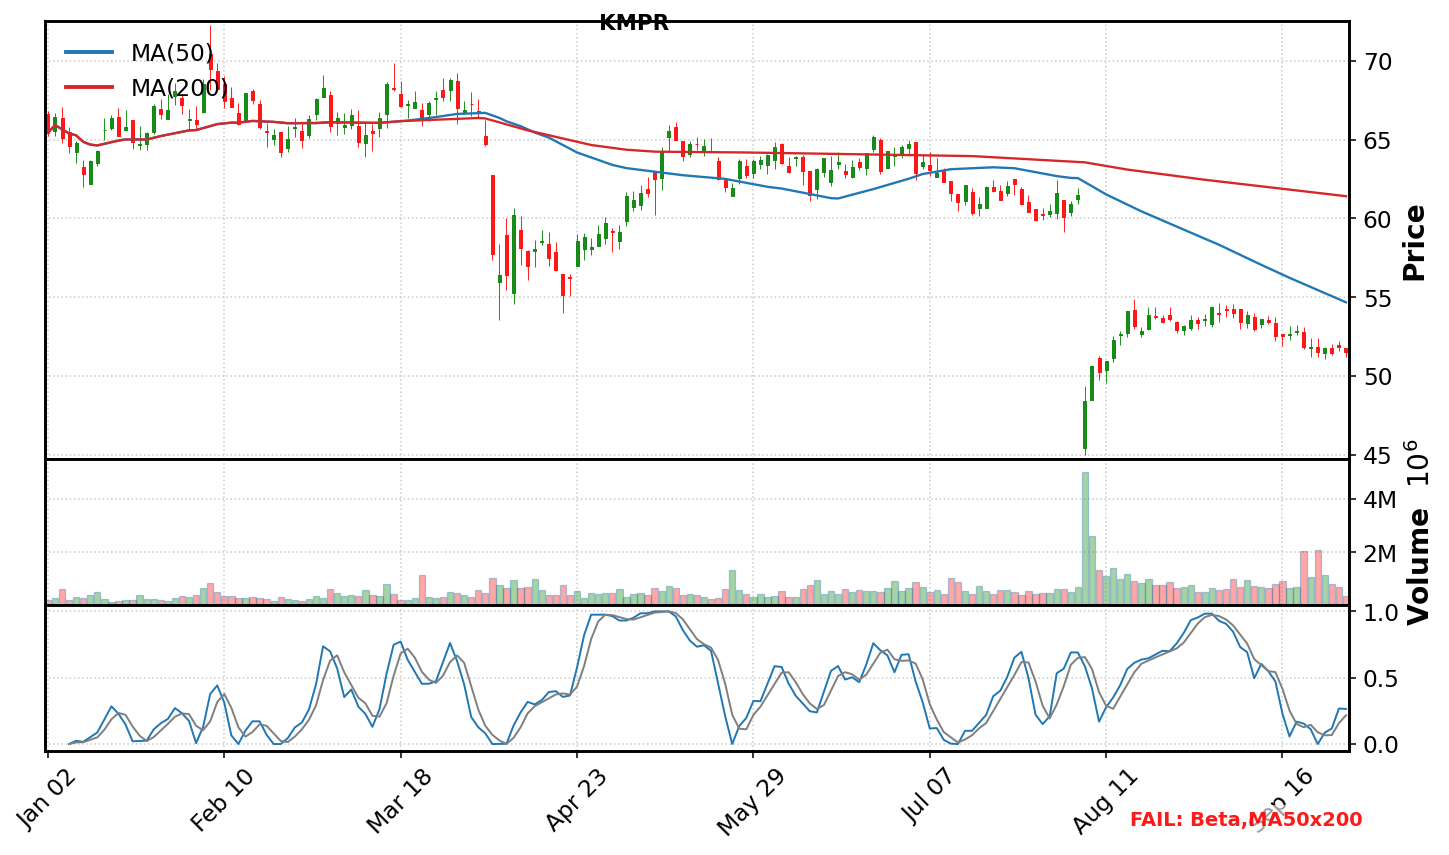 KMPR
MA(50)
MA(200)
70
65
60
55
50
45
Price
4M
2M
Volume 10^6
1.0
0.5
0.0
Jan 02
Feb 10
Mar 18
Apr 23
May 29
Jul 07
Aug 11
Sep 16
FAIL: Beta,MA50x200